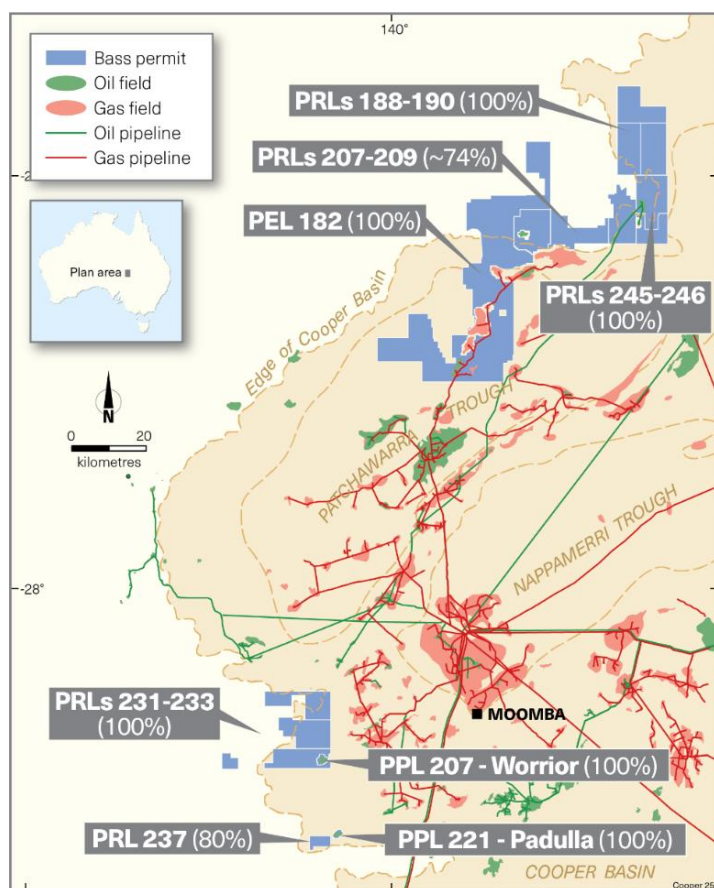 140°
Bass permit
Oil field
Gas field
Oil pipeline
Gas pipeline
PRLs 188-190 (100%)
PRLs 207-209 (~74%)
PEL 182 (100%)
Plan area
PRLs 245-246
(100%)
Edge of Cooper Basin
N
0 20
kilometres
PATCHAWARRA TROUGH
NAPPAMERRI TROUGH
-28°
PRLs 231-233
(100%)
MOOMBA
PPL 207 - Worrior (100%)
PRL 237 (80%)
PPL 221 - Padulla (100%)
COOPER BASIN
Cooper 25